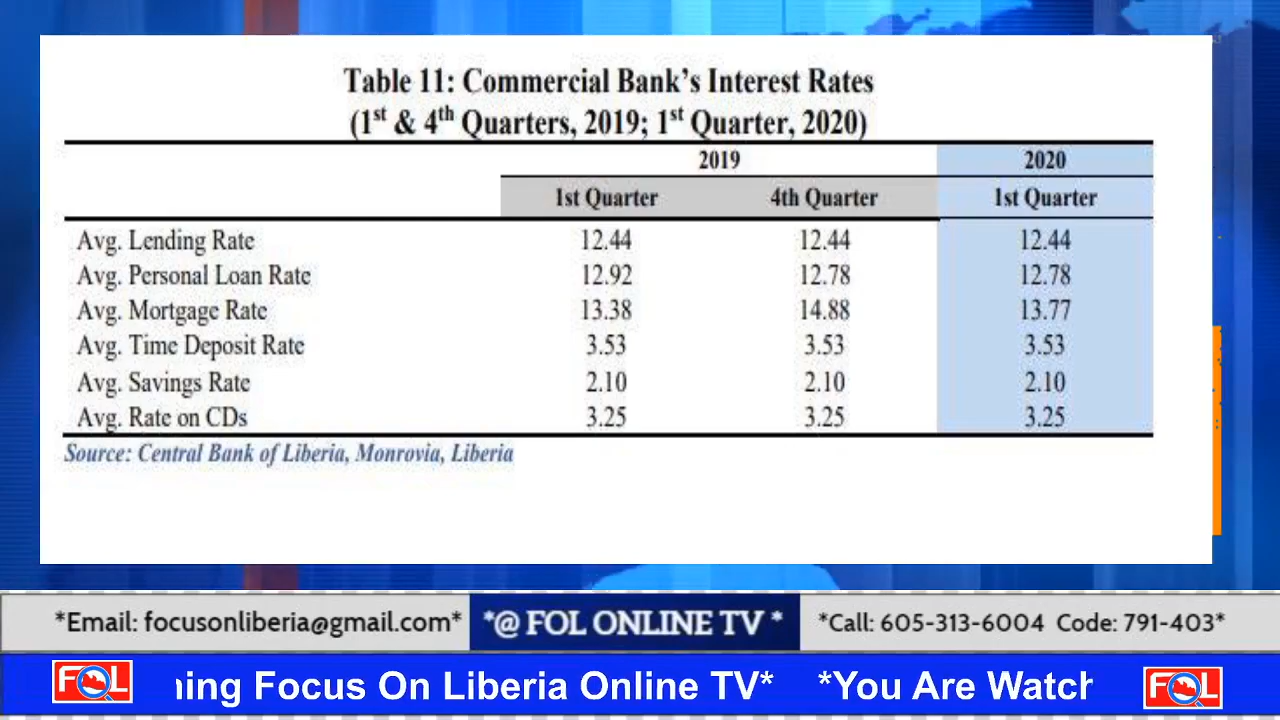 Table 11: Commercial Bank's Interest Rates
(1st & 4th Quarters, 2019; 1st Quarter, 2020)
2019 2020
1st Quarter 4th Quarter 1st Quarter
Avg. Lending Rate 12.44 12.44 12.44
Avg. Personal Loan Rate 12.92 12.78 12.78
Avg. Mortgage Rate 13.38 14.88 13.77
Avg. Time Deposit Rate 3.53 3.53 3.53
Avg. Savings Rate 2.10 2.10 2.10
Avg. Rate on CDs 3.25 3.25 3.25
Source: Central Bank of Liberia, Monrovia, Liberia
*Email: focusonliberia@gmail.com* *@ FOL ONLINE TV * *Call: 605-313-6004 Code: 791-403*
FOL ning Focus On Liberia Online TV* *You Are Watch FOL